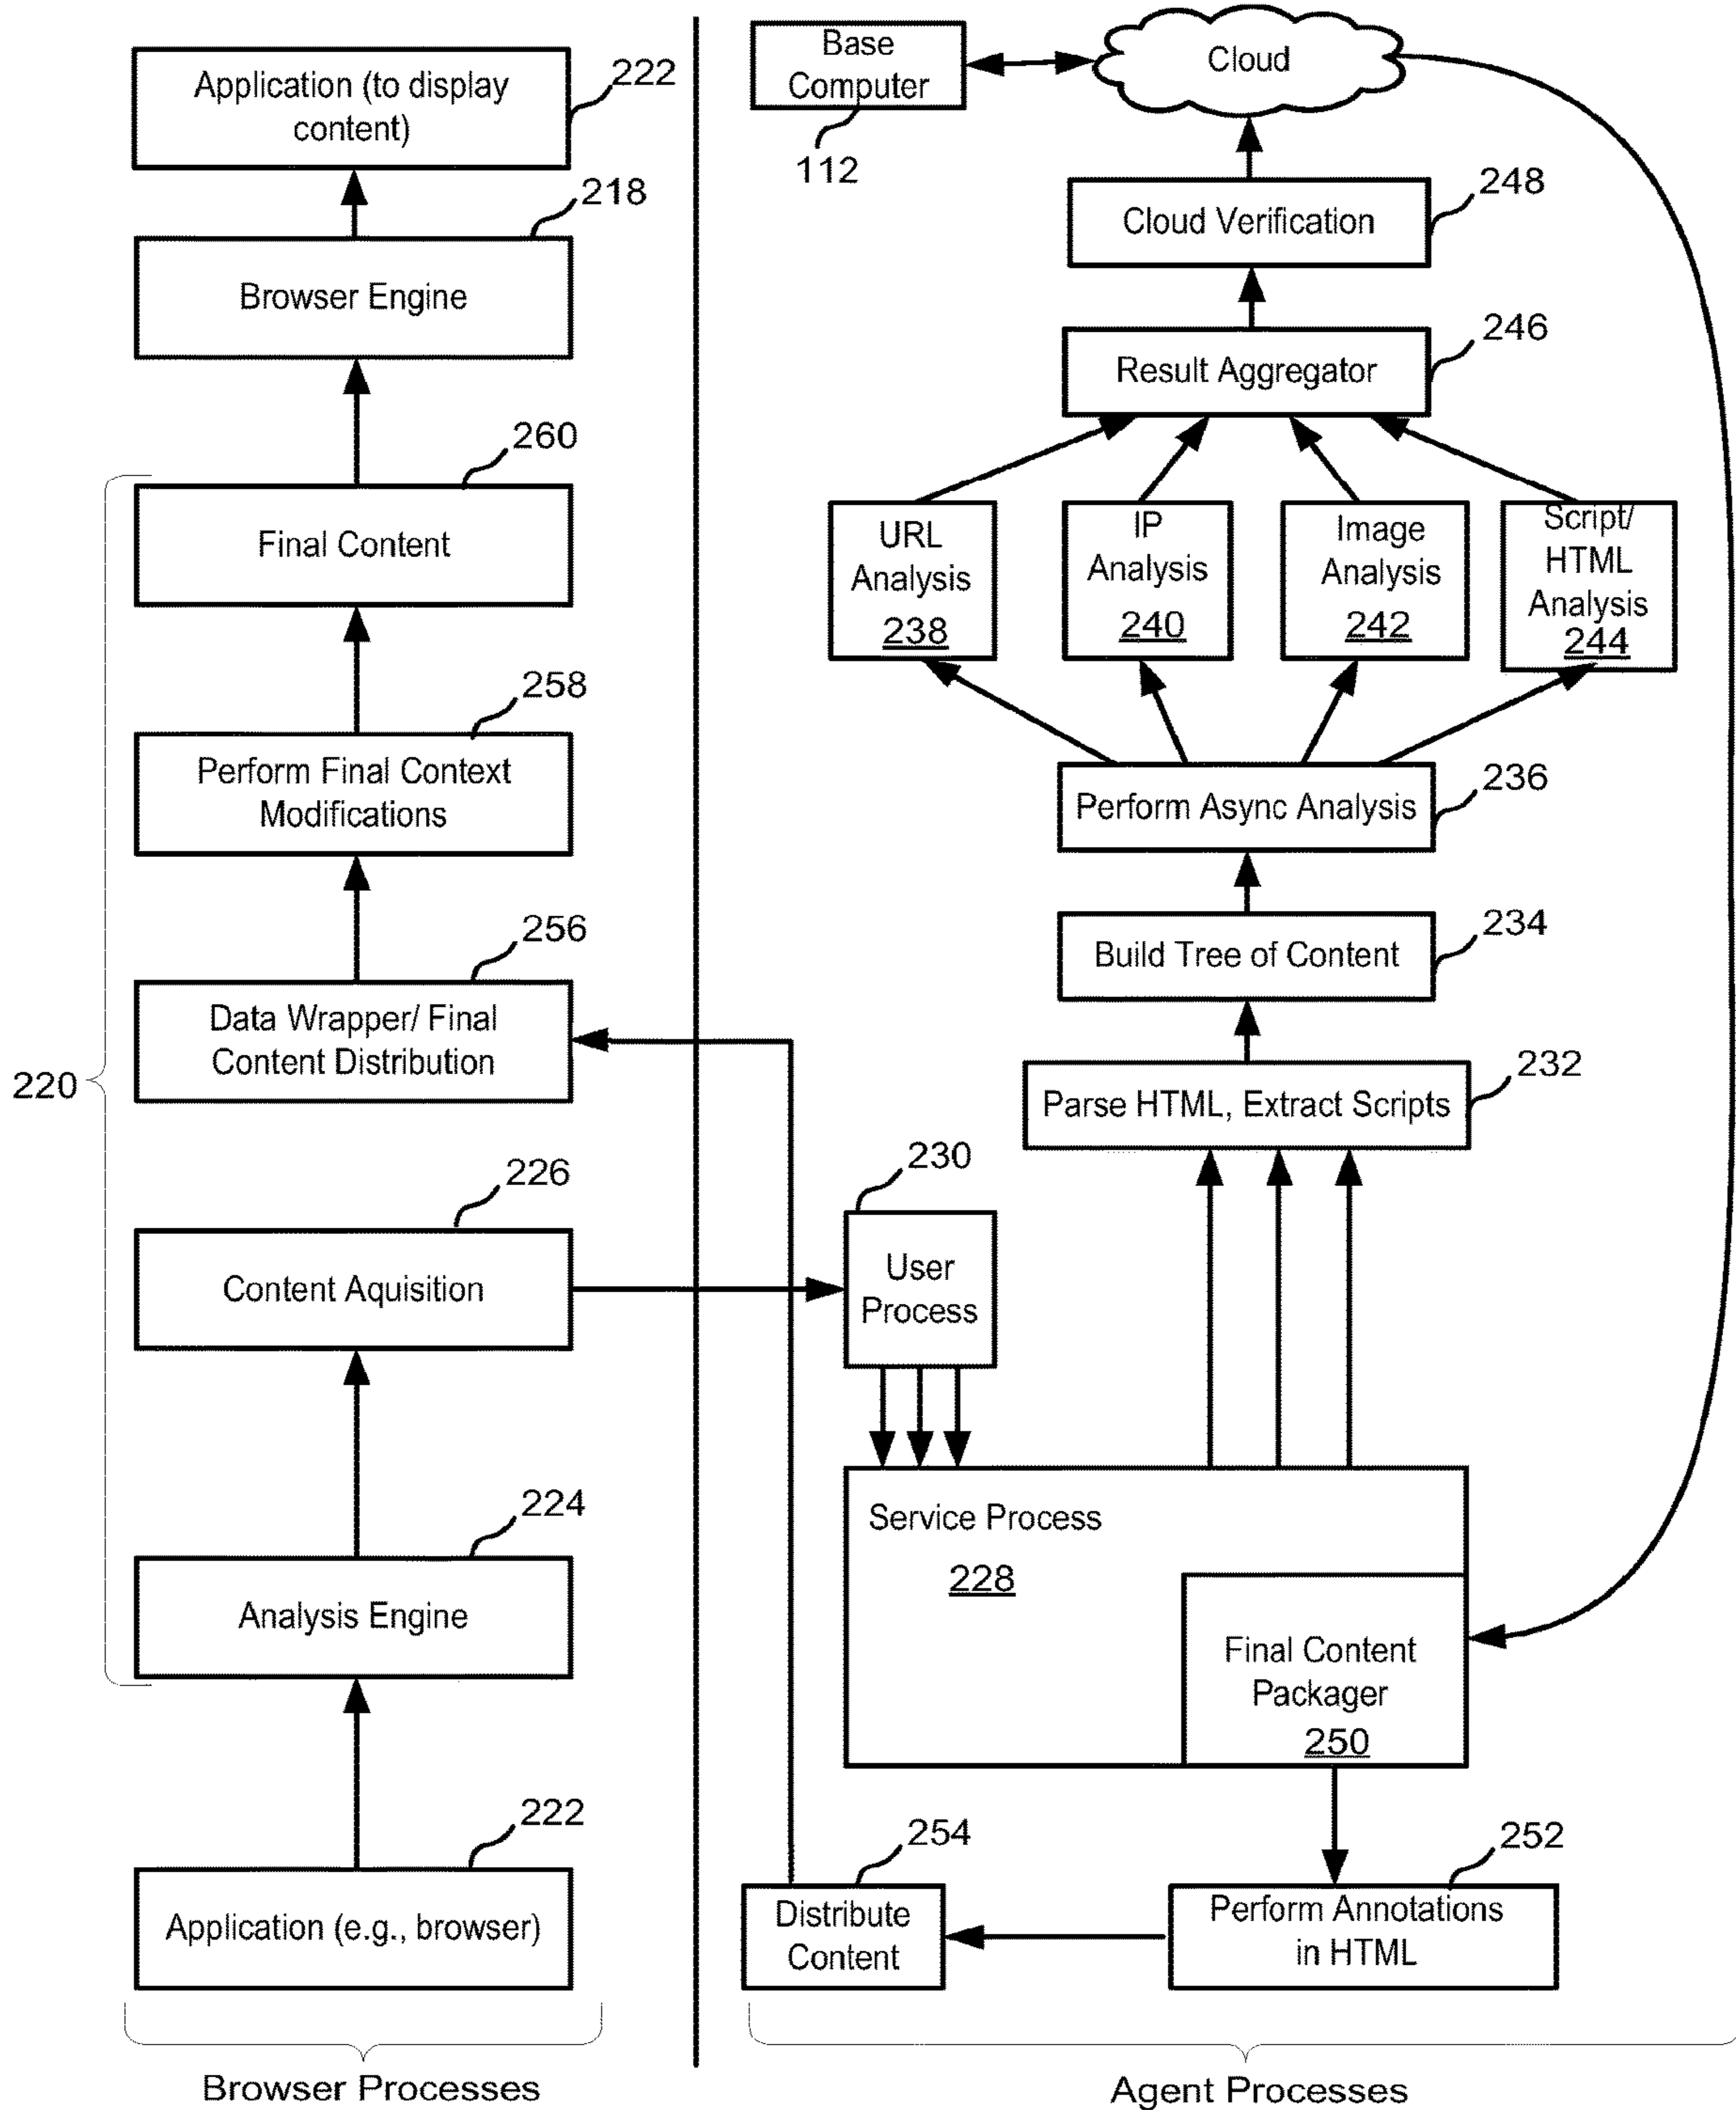 Application (to display
content)
222
218
Browser Engine
260
Final Content
258
Perform Final Context
Modifications
256
Data Wrapper/ Final
Content Distribution
220
226
Content Aquisition
224
Analysis Engine
222
Application (e.g., browser)
Browser Processes
Base
Computer
112
Cloud
248
Cloud Verification
246
Result Aggregator
URL
Analysis
238
IP
Analysis
240
Image
Analysis
242
Script/
HTML
Analysis
244
236
Perform Async Analysis
234
Build Tree of Content
232
Parse HTML, Extract Scripts
230
User
Process
Service Process
228
Final Content
Packager
250
254
Distribute
Content
252
Perform Annotations
in HTML
Agent Processes